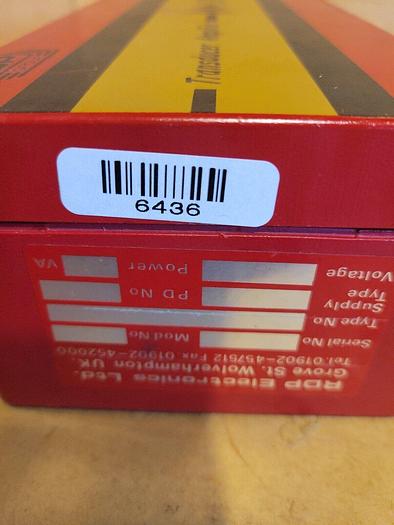 Transducer
6436
RDP Electronics Ltd.
Grove St. Wolverhampton UK.
Tel:01902-457512 Fax 01902-452000
Serial No Mod No
Type No
Supply
Type PD No
Voltage Power VA